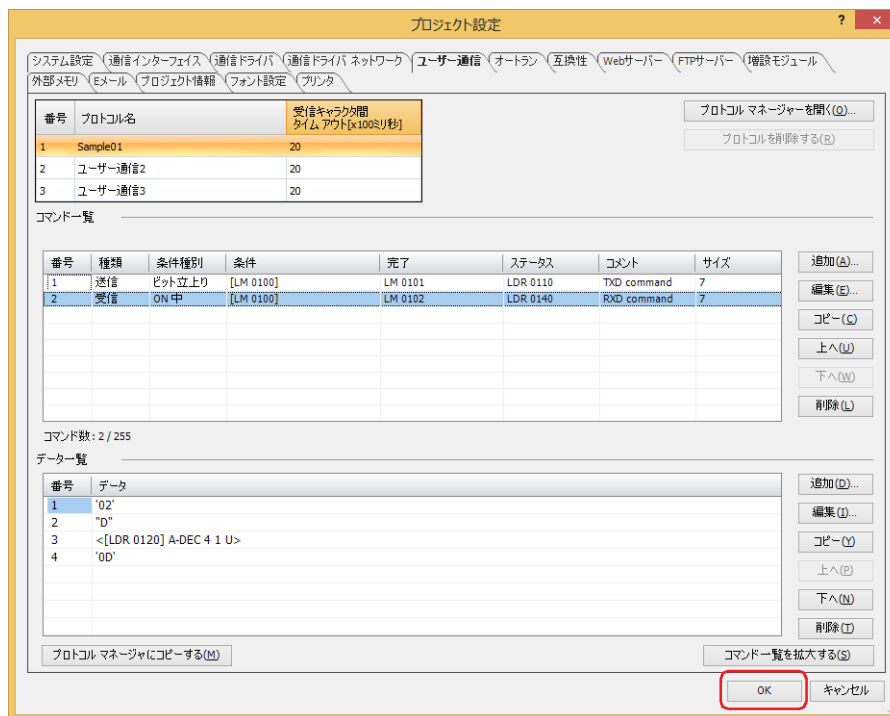 プロジェクト設定
? ×
システム設定 通信インターフェイス 通信ドライバ 通信ドライバ ネットワーク ユーザー通信 オートラン 互換性 Webサーバー FTPサーバー 増設モジュール
外部メモリ Eメール プロジェクト情報 フォント設定 プリンタ
番号 プロトコル名 受信キャラクタ間
タイム アウト[x100ミリ秒]
1 Sample01 20
2 ユーザー通信2 20
3 ユーザー通信3 20
プロトコル マネージャーを開く(O)...
プロトコルを削除する(R)
コマンド一覧
番号 種類 条件種別 条件 完了 ステータス コメント サイズ
1 送信 ビット立上り [LM 0100] LM 0101 LDR 0110 TXD command 7
2 受信 ON 中 [LM 0100] LM 0102 LDR 0140 RXD command 7
追加(A)...
編集(E)...
コピー(C)
上へ(U)
下へ(W)
削除(L)
コマンド数: 2 / 255
データ一覧
番号 データ
1 '02'
2 "D"
3 <[LDR 0120] A-DEC 4 1 U>
4 '0D'
追加(D)...
編集(I)...
コピー(Y)
上へ(P)
下へ(N)
削除(T)
プロトコル マネージャにコピーする(M)
コマンド一覧を拡大する(S)
OK キャンセル